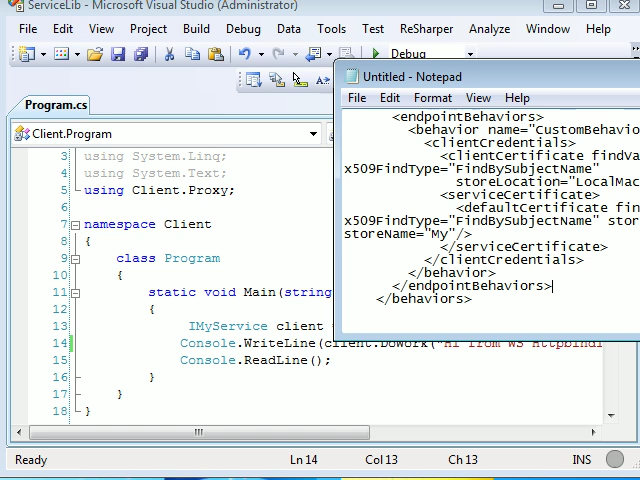 ServiceLib - Microsoft Visual Studio (Administrator)
File Edit View Project Build Debug Data Tools Test ReSharper Analyze Window Help
Debug
Program.cs
Client.Program
3 using System.Linq;
4 using System.Text;
5 using Client.Proxy;
6
7 namespace Client
8 {
9 class Program
10 {
11 static void Main(string
12 {
13 IMyService client =
14 Console.WriteLine(client.DoWork("Hi from WS Httpbindi
15 Console.ReadLine();
16 }
17 }
18 }
Ready Ln 14 Col 13 Ch 13 INS
Untitled - Notepad
File Edit Format View Help
<endpointBehaviors>
<behavior name="CustomBehavio
<clientCredentials>
<clientCertificate findVa
x509FindType="FindBySubjectName"
storeLocation="LocalMac
<serviceCertificate>
<defaultCertificate fin
x509FindType="FindBySubjectName" stor
storeName="My"/>
</serviceCertificate>
</clientCredentials>
</behavior>
</endpointBehaviors>
</behaviors>